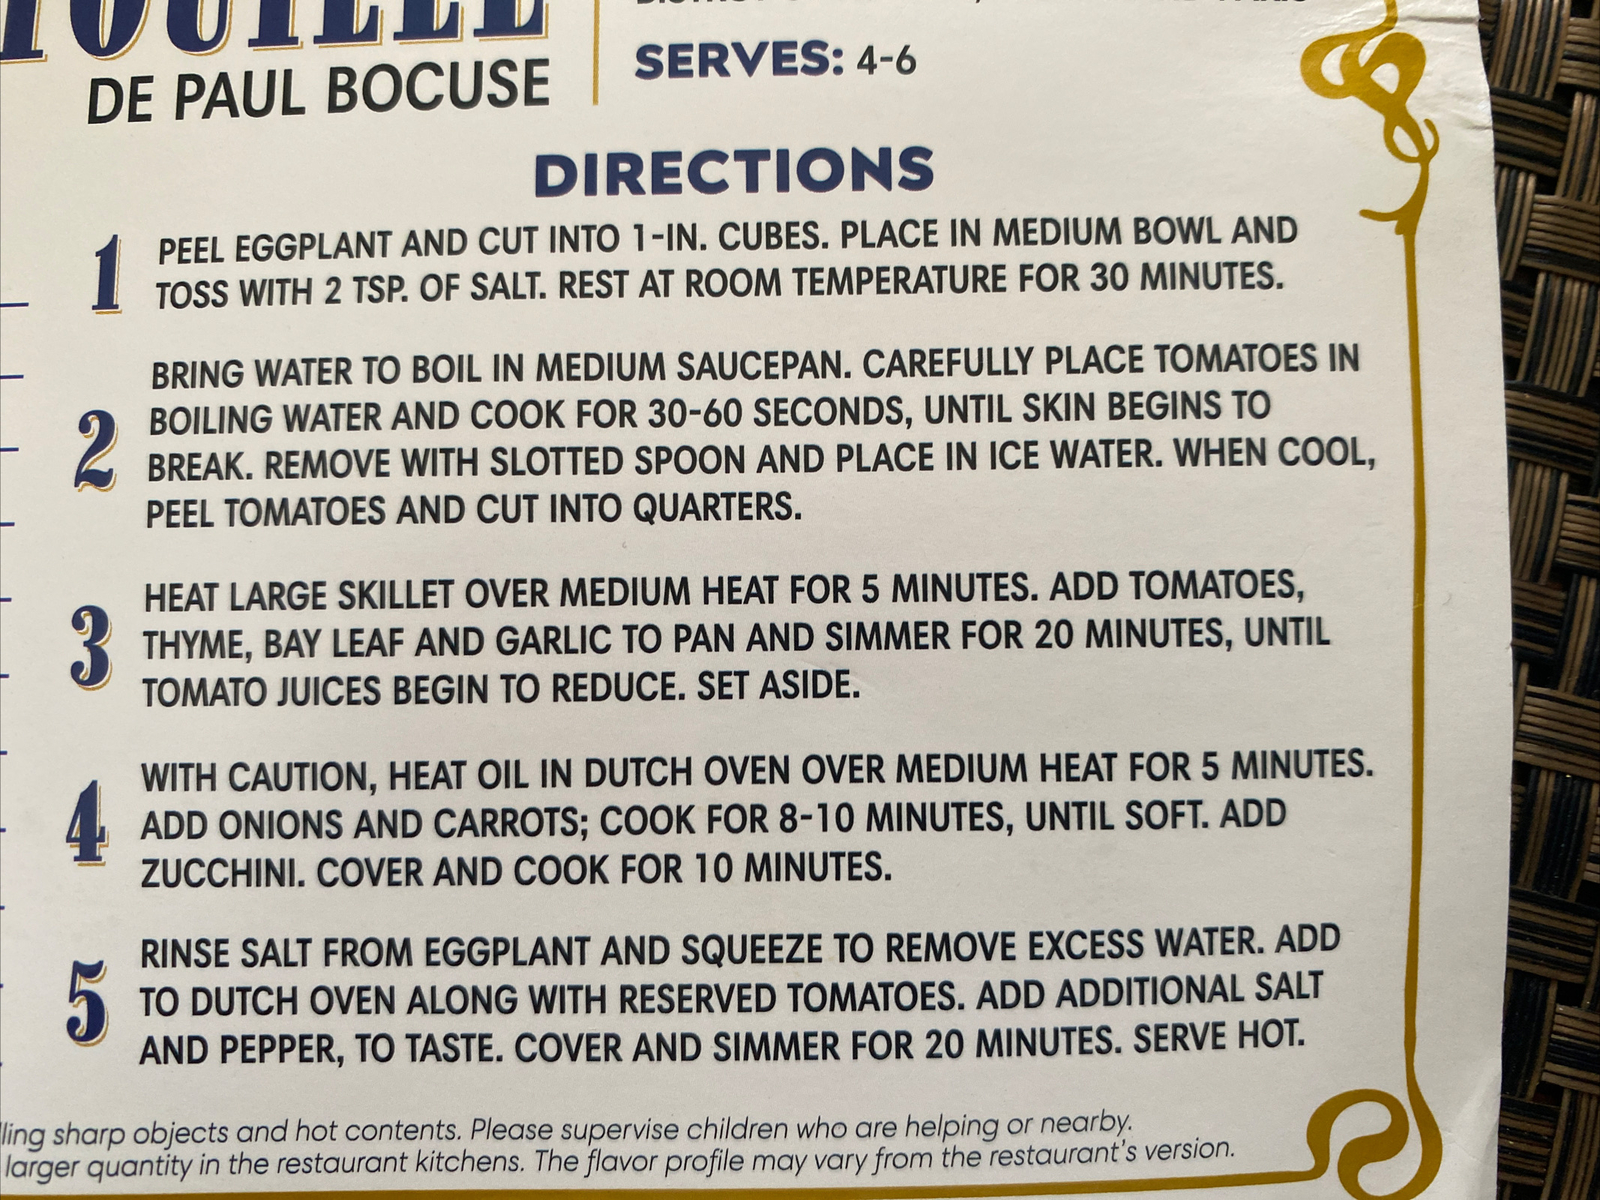 DE PAUL BOCUSE
SERVES: 4-6
DIRECTIONS
1 PEEL EGGPLANT AND CUT INTO 1-IN. CUBES. PLACE IN MEDIUM BOWL AND
TOSS WITH 2 TSP. OF SALT. REST AT ROOM TEMPERATURE FOR 30 MINUTES.
2 BRING WATER TO BOIL IN MEDIUM SAUCEPAN. CAREFULLY PLACE TOMATOES IN
BOILING WATER AND COOK FOR 30-60 SECONDS, UNTIL SKIN BEGINS TO
BREAK. REMOVE WITH SLOTTED SPOON AND PLACE IN ICE WATER. WHEN COOL,
PEEL TOMATOES AND CUT INTO QUARTERS.
3 HEAT LARGE SKILLET OVER MEDIUM HEAT FOR 5 MINUTES. ADD TOMATOES,
THYME, BAY LEAF AND GARLIC TO PAN AND SIMMER FOR 20 MINUTES, UNTIL
TOMATO JUICES BEGIN TO REDUCE. SET ASIDE.
4 WITH CAUTION, HEAT OIL IN DUTCH OVEN OVER MEDIUM HEAT FOR 5 MINUTES.
ADD ONIONS AND CARROTS; COOK FOR 8-10 MINUTES, UNTIL SOFT. ADD
ZUCCHINI. COVER AND COOK FOR 10 MINUTES.
5 RINSE SALT FROM EGGPLANT AND SQUEEZE TO REMOVE EXCESS WATER. ADD
TO DUTCH OVEN ALONG WITH RESERVED TOMATOES. ADD ADDITIONAL SALT
AND PEPPER, TO TASTE. COVER AND SIMMER FOR 20 MINUTES. SERVE HOT.
sharp objects and hot contents. Please supervise children who are helping or nearby.
larger quantity in the restaurant kitchens. The flavor profile may vary from the restaurant's version.